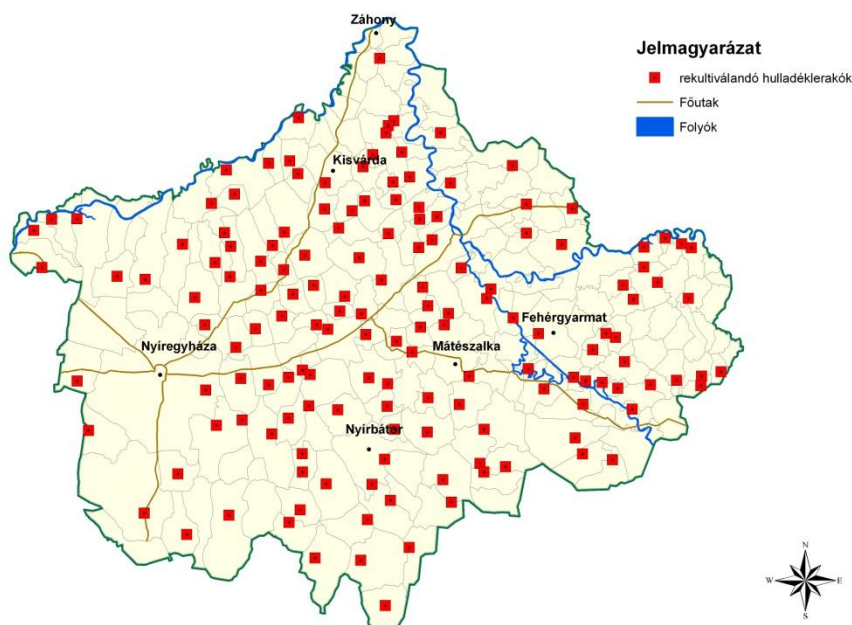 Záhony
Jelmagyarázat
rekultiválandó hulladéklerakók
Főutak
Folyók
Kisvárda
Fehérgyarmat
Nyíregyháza
Mátészalka
Nyírbátor
N
W
E
S